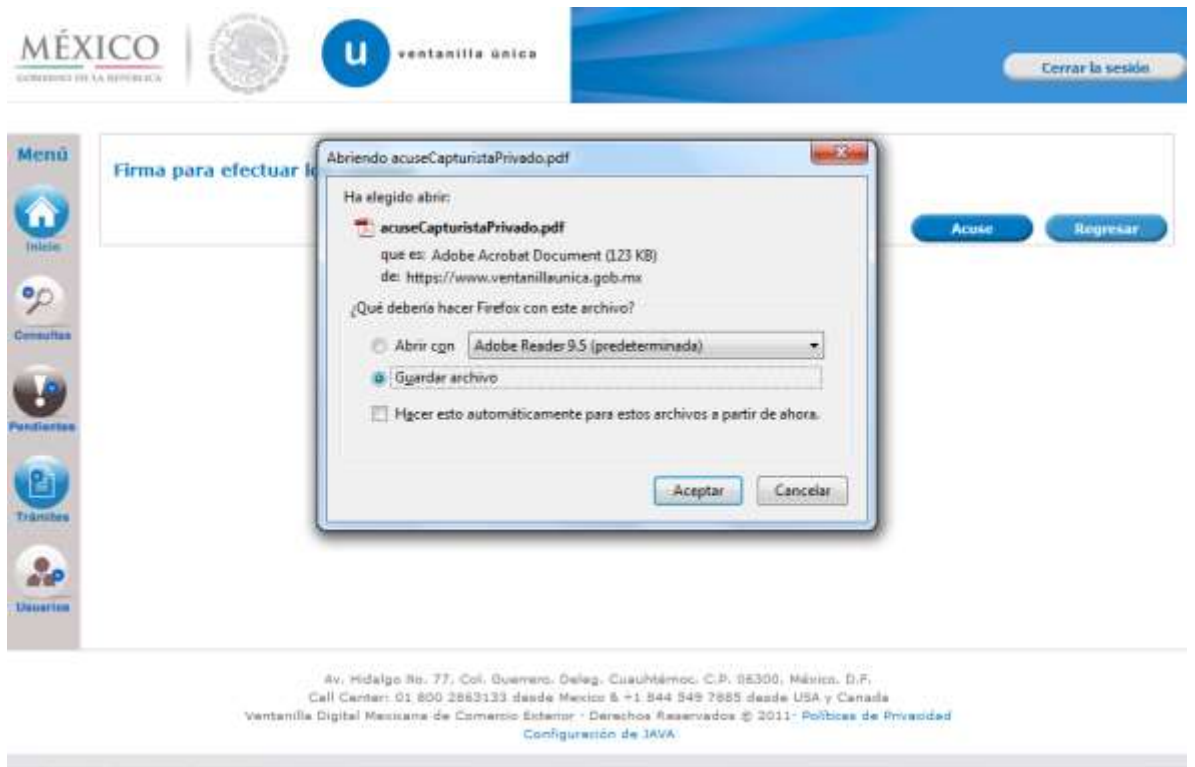 MÉXICO
GOBIERNO DE LA REPÚBLICA
u
ventanilla única
Cerrar la sesión
Menú
Inicio
Consultas
Pendientes
Trámites
Usuarios
Firma para efectuar
Acuse
Regresar
Abriendo acuseCapturistaPrivado.pdf
Ha elegido abrir:
acuseCapturistaPrivado.pdf
que es: Adobe Acrobat Document (123 KB)
de: https://www.ventanillaunica.gob.mx
¿Qué debería hacer Firefox con este archivo?
Abrir con Adobe Reader 9.5 (predeterminada)
Guardar archivo
Hacer esto automáticamente para estos archivos a partir de ahora.
Aceptar Cancelar
Av. Hidalgo No. 77, Col. Guerrero, Deleg. Cuauhtémoc, C.P. 06300, México, D.F.
Call Center: 01 800 2863133 desde Mexico & +1 844 549 7885 desde USA y Canada
Ventanilla Digital Mexicana de Comercio Exterior - Derechos Reservados © 2011- Políticas de Privacidad
Configuración de JAVA